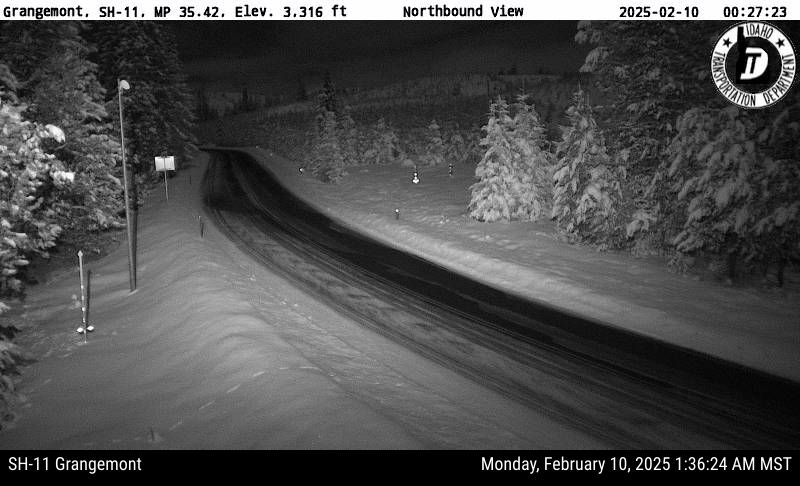 Grangemont, SH-11, MP 35.42, Elev. 3,316 ft Northbound View 2025-02-10 00:27:23
IDAHO TRANSPORTATION DEPARTMENT
SH-11 Grangemont Monday, February 10, 2025 1:36:24 AM MST